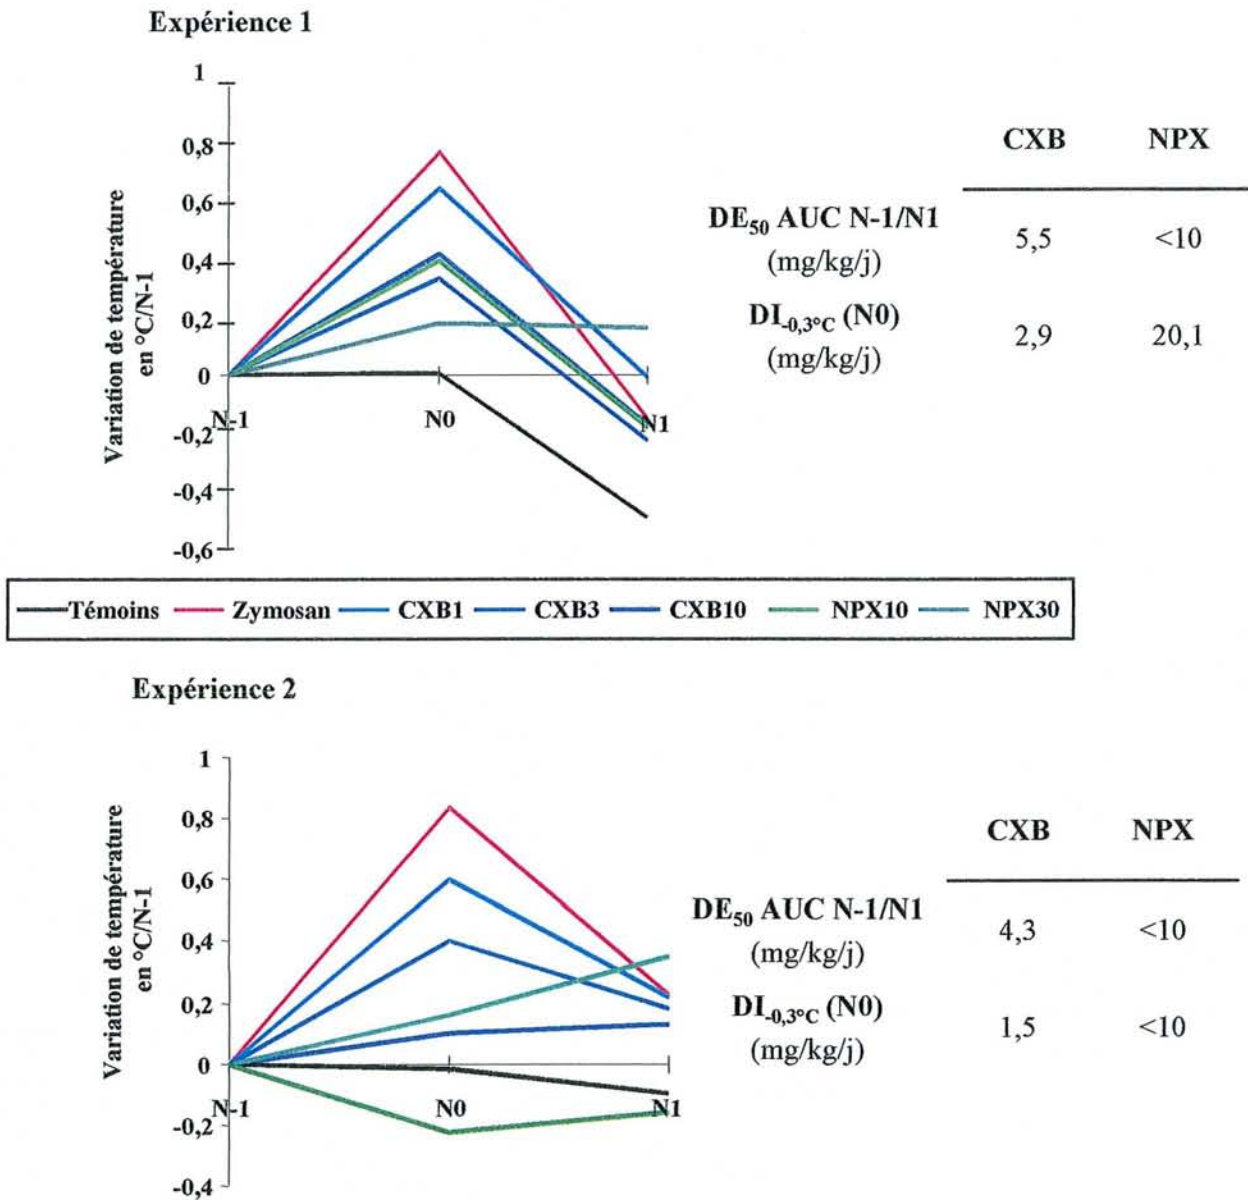 Expérience 1
1
0,8
0,6
0,4
0,2
0
-0,2
-0,4
-0,6
Variation de température
en °C/N-1
N-1 N0 N1
CXB NPX
DE50 AUC N-1/N1 5,5 <10
(mg/kg/j)
DI-0,3°C (N0) 2,9 20,1
(mg/kg/j)
Témoins Zymosan CXB1 CXB3 CXB10 NPX10 NPX30
Expérience 2
1
0,8
0,6
0,4
0,2
0
-0,2
-0,4
Variation de température
en °C/N-1
N-1 N0 N1
CXB NPX
DE50 AUC N-1/N1 4,3 <10
(mg/kg/j)
DI-0,3°C (N0) 1,5 <10
(mg/kg/j)